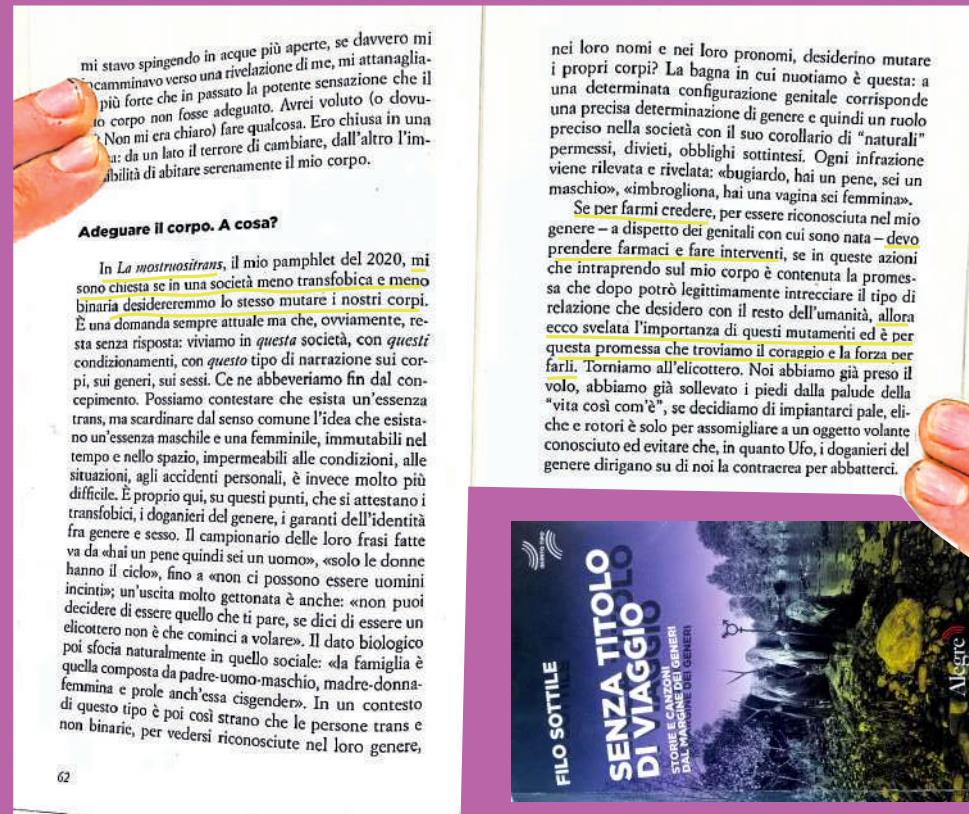 mi stavo spingendo in acque più aperte, se davvero mi
incamminavo verso una rivelazione di me, mi attanaglia-
più forte che in passato la potente sensazione che il
corpo non fosse adeguato. Avrei voluto (o dovu-
Non mi era chiaro) fare qualcosa. Ero chiusa in una
da un lato il terrore di cambiare, dall'altro l'im-
bilità di abitare serenamente il mio corpo.
Adeguare il corpo. A cosa?
In La mostruositrans, il mio pamphlet del 2020, mi
sono chiesta se in una società meno transfobica e meno
binaria desidereremmo lo stesso mutare i nostri corpi.
È una domanda sempre attuale ma che, ovviamente, re-
sta senza risposta: viviamo in questa società, con questi
condizionamenti, con questo tipo di narrazione sui cor-
pi, sui generi, sui sessi. Ce ne abbeveriamo fin dal con-
cepimento. Possiamo contestare che esista un'essenza
trans, ma scardinare dal senso comune l'idea che esista-
no un'essenza maschile e una femminile, immutabili nel
tempo e nello spazio, impermeabili alle condizioni, alle
situazioni, agli accidenti personali, è invece molto più
difficile. È proprio qui, su questi punti, che si attestano i
transfobici, i doganieri del genere, i garanti dell'identità
fra genere e sesso. Il campionario delle loro frasi fatte
va da «hai un pene quindi sei un uomo», «solo le donne
hanno il ciclo», fino a «non ci possono essere uomini
incinti»; un'uscita molto gettonata è anche: «non puoi
decidere di essere quello che ti pare, se dici di essere un
elicottero non è che cominci a volare». Il dato biologico
poi sfocia naturalmente in quello sociale: «la famiglia è
quella composta da padre-uomo-maschio, madre-donna-
femmina e prole anch'essa cisgender». In un contesto
di questo tipo è poi così strano che le persone trans e
non binarie, per vedersi riconosciute nel loro genere,
62
nei loro nomi e nei loro pronomi, desiderino mutare
i propri corpi? La bagna in cui nuotiamo è questa: a
una determinata configurazione genitale corrisponde
una precisa determinazione di genere e quindi un ruolo
preciso nella società con il suo corollario di "naturali"
permessi, divieti, obblighi sottintesi. Ogni infrazione
viene rilevata e rivelata: «bugiardo, hai un pene, sei un
maschio», «imbrogliona, hai una vagina sei femmina».
Se per farmi credere, per essere riconosciuta nel mio
genere – a dispetto dei genitali con cui sono nata – devo
prendere farmaci e fare interventi, se in queste azioni
che intraprendo sul mio corpo è contenuta la promes-
sa che dopo potrò legittimamente intrecciare il tipo di
relazione che desidero con il resto dell'umanità, allora
ecco svelata l'importanza di questi mutamenti ed è per
questa promessa che troviamo il coraggio e la forza per
farli. Torniamo all'elicottero. Noi abbiamo già preso il
volo, abbiamo già sollevato i piedi dalla palude della
"vita così com'è", se decidiamo di impiantarci pale, eli-
che e rotori è solo per assomigliare a un oggetto volante
conosciuto ed evitare che, in quanto Ufo, i doganieri del
genere dirigano su di noi la contraerea per abbatterci.
QUINTO TIPO
FILO SOTTILE
SENZA TITOLO
DI VIAGGIO
STORIE E CANZONI
DAL MARGINE DEI GENERI
Alegre